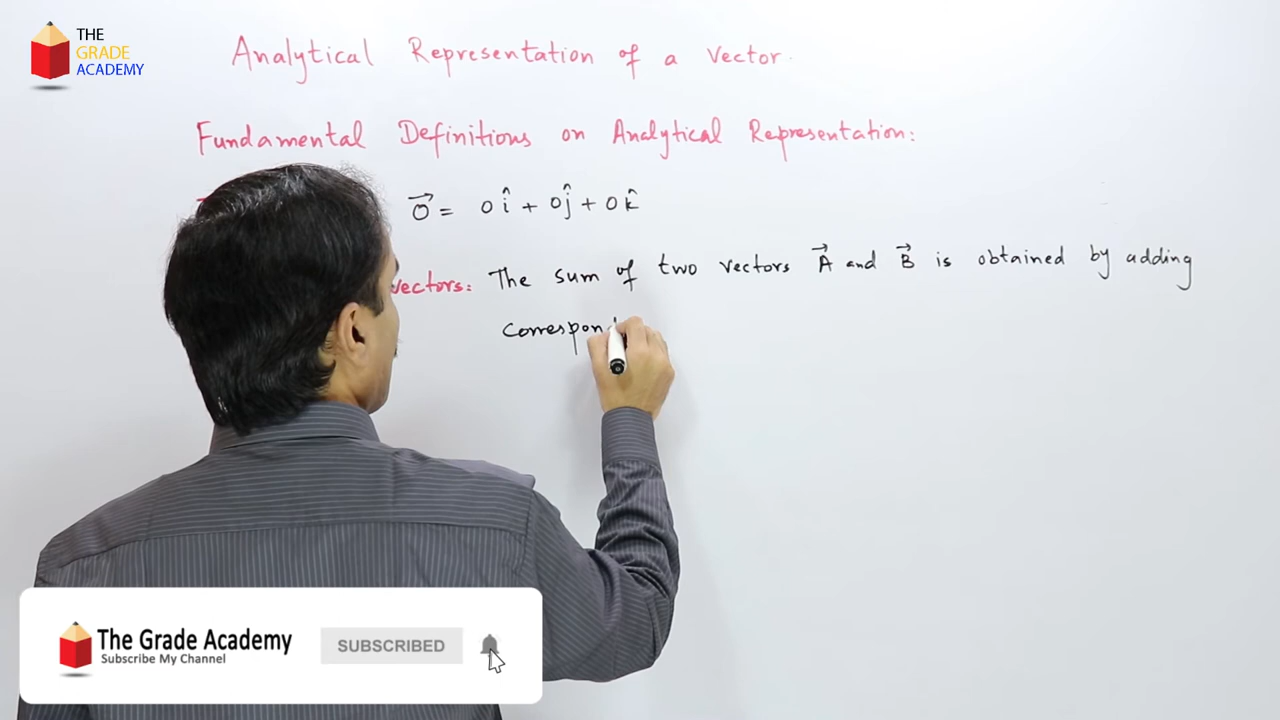 THE
GRADE
ACADEMY
Analytical Representation of a Vector.
Fundamental Definitions on Analytical Representation:
O⃗ = 0î + 0ĵ + 0k̂
Vectors: The sum of two vectors A⃗ and B⃗ is obtained by adding
correspon
The Grade Academy
Subscribe My Channel
SUBSCRIBED